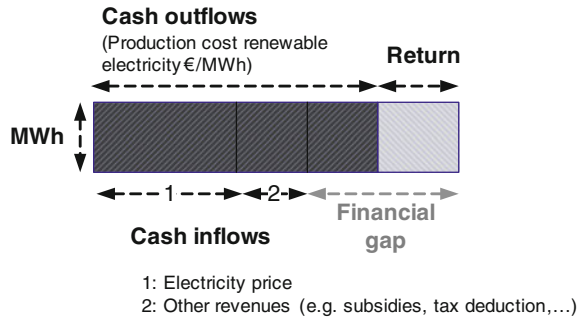 Cash outflows
(Production cost renewable
electricity €/MWh)
Return
MWh
1
2
Financial
gap
Cash inflows
1: Electricity price
2: Other revenues (e.g. subsidies, tax deduction,…)